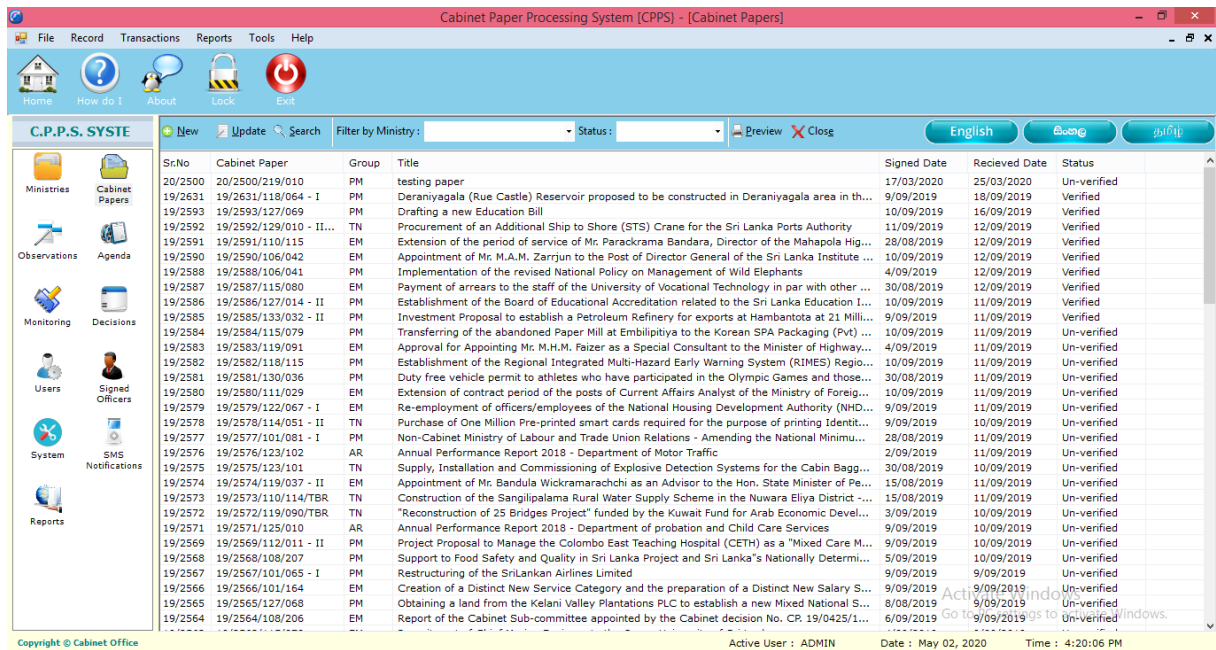 Cabinet Paper Processing System [CPPS} - [Cabinet Papers]
File Record Transactions Reports Tools Help
Home How do I About Lock Exit
C.P.P.S. SYSTE
New Update Search Filter by Ministry : Status : Preview Close English සිංහල தமிழ்
Ministries Cabinet Papers
Observations Agenda
Monitoring Decisions
Users Signed Officers
System SMS Notifications
Reports
Sr.No Cabinet Paper Group Title Signed Date Recieved Date Status
20/2500 20/2500/219/010 PM testing paper 17/03/2020 25/03/2020 Un-verified
19/2631 19/2631/118/064 - I PM Deraniyagala (Rue Castle) Reservoir proposed to be constructed in Deraniyagala area in th... 9/09/2019 18/09/2019 Verified
19/2593 19/2593/127/069 PM Drafting a new Education Bill 10/09/2019 16/09/2019 Verified
19/2592 19/2592/129/010 - II... TN Procurement of an Additional Ship to Shore (STS) Crane for the Sri Lanka Ports Authority 11/09/2019 12/09/2019 Verified
19/2591 19/2591/110/115 EM Extension of the period of service of Mr. Parackrama Bandara, Director of the Mahapola Hig... 28/08/2019 12/09/2019 Verified
19/2590 19/2590/106/042 EM Appointment of Mr. M.A.M. Zarrjun to the Post of Director General of the Sri Lanka Institute ... 10/09/2019 12/09/2019 Verified
19/2588 19/2588/106/041 PM Implementation of the revised National Policy on Management of Wild Elephants 4/09/2019 12/09/2019 Verified
19/2587 19/2587/115/080 EM Payment of arrears to the staff of the University of Vocational Technology in par with other ... 30/08/2019 12/09/2019 Verified
19/2586 19/2586/127/014 - II PM Establishment of the Board of Educational Accreditation related to the Sri Lanka Education I... 10/09/2019 11/09/2019 Verified
19/2585 19/2585/133/032 - II PM Investment Proposal to establish a Petroleum Refinery for exports at Hambantota at 21 Milli... 9/09/2019 11/09/2019 Verified
19/2584 19/2584/115/079 PM Transferring of the abandoned Paper Mill at Embilipitiya to the Korean SPA Packaging (Pvt) ... 10/09/2019 11/09/2019 Un-verified
19/2583 19/2583/119/091 EM Approval for Appointing Mr. M.H.M. Faizer as a Special Consultant to the Minister of Highway... 4/09/2019 11/09/2019 Un-verified
19/2582 19/2582/118/115 PM Establishment of the Regional Integrated Multi-Hazard Early Warning System (RIMES) Regio... 10/09/2019 11/09/2019 Un-verified
19/2581 19/2581/130/036 PM Duty free vehicle permit to athletes who have participated in the Olympic Games and those... 30/08/2019 11/09/2019 Un-verified
19/2580 19/2580/111/029 EM Extension of contract period of the posts of Current Affairs Analyst of the Ministry of Foreig... 10/09/2019 11/09/2019 Un-verified
19/2579 19/2579/122/067 - I EM Re-employment of officers/employees of the National Housing Development Authority (NHD... 9/09/2019 11/09/2019 Un-verified
19/2578 19/2578/114/051 - II TN Purchase of One Million Pre-printed smart cards required for the purpose of printing Identit... 9/09/2019 10/09/2019 Un-verified
19/2577 19/2577/101/081 - I PM Non-Cabinet Ministry of Labour and Trade Union Relations - Amending the National Minimu... 28/08/2019 11/09/2019 Un-verified
19/2576 19/2576/123/102 AR Annual Performance Report 2018 - Department of Motor Traffic 2/09/2019 11/09/2019 Un-verified
19/2575 19/2575/123/101 TN Supply, Installation and Commissioning of Explosive Detection Systems for the Cabin Bagg... 30/08/2019 10/09/2019 Un-verified
19/2574 19/2574/119/037 - II EM Appointment of Mr. Bandula Wickramarachchi as an Advisor to the Hon. State Minister of Pe... 15/08/2019 11/09/2019 Un-verified
19/2573 19/2573/110/114/TBR TN Construction of the Sangilipalama Rural Water Supply Scheme in the Nuwara Eliya District -... 15/08/2019 11/09/2019 Un-verified
19/2572 19/2572/119/090/TBR TN "Reconstruction of 25 Bridges Project" funded by the Kuwait Fund for Arab Economic Devel... 3/09/2019 10/09/2019 Un-verified
19/2571 19/2571/125/010 AR Annual Performance Report 2018 - Department of probation and Child Care Services 9/09/2019 10/09/2019 Un-verified
19/2569 19/2569/112/011 - II PM Project Proposal to Manage the Colombo East Teaching Hospital (CETH) as a "Mixed Care M... 9/09/2019 10/09/2019 Un-verified
19/2568 19/2568/108/207 PM Support to Food Safety and Quality in Sri Lanka Project and Sri Lanka"s Nationally Determi... 5/09/2019 10/09/2019 Un-verified
19/2567 19/2567/101/065 - I PM Restructuring of the SriLankan Airlines Limited 9/09/2019 9/09/2019 Un-verified
19/2566 19/2566/101/164 EM Creation of a Distinct New Service Category and the preparation of a Distinct New Salary S... 9/09/2019 9/09/2019 Un-verified
19/2565 19/2565/127/068 PM Obtaining a land from the Kelani Valley Plantations PLC to establish a new Mixed National S... 8/08/2019 9/09/2019 Un-verified
19/2564 19/2564/108/206 EM Report of the Cabinet Sub-committee appointed by the Cabinet decision No. CP. 19/0425/1... 6/09/2019 9/09/2019 Un-verified
Activate Windows
Go to PC settings to activate Windows.
Copyright © Cabinet Office Active User : ADMIN Date : May 02, 2020 Time : 4:20:06 PM